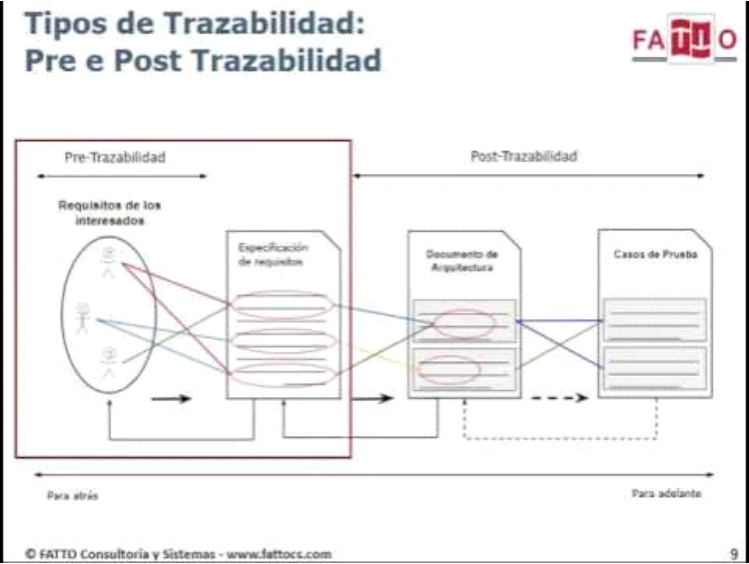 Tipos de Trazabilidad:
Pre e Post Trazabilidad
FATTO
Pre-Trazabilidad
Post-Trazabilidad
Requisitos de los
interesados
Especificación
de requisitos
Documento de
Arquitectura
Casos de Prueba
Para atrás
Para adelante
© FATTO Consultoría y Sistemas - www.fattocs.com
9